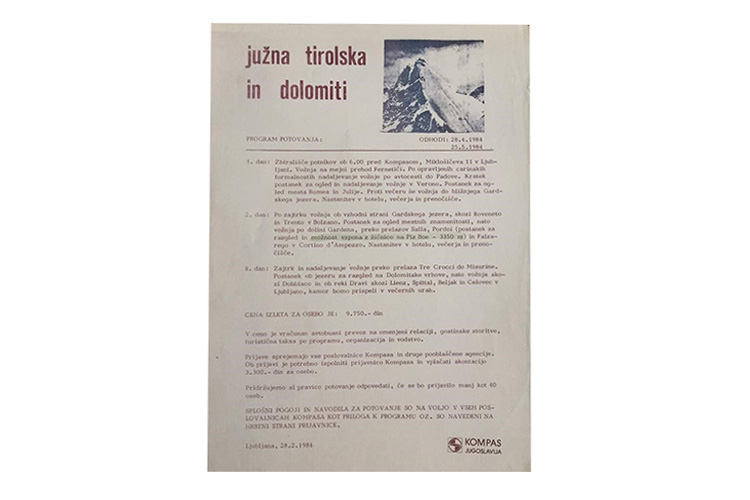 južna tirolska
in dolomiti
PROGRAM POTOVANJA:
ODHODI: 28.4.1984
25.5.1984
1. dan: Zbirališče potnikov ob 6.00 pred Kompasom, Miklošičeva 11 v Ljub-
ljani. Vožnja na mejni prehod Fernetiči. Po opravljenih carinskih
formalnostih nadaljevanje vožnje po avtocesti do Padove. Kratek
postanek za ogled in nadaljevanje vožnje v Verono. Postanek za og-
led mesta Romea in Julije. Proti večeru še vožnja do bližnjega Gard-
skega jezera. Nastanitev v hotelu, večerja in prenočišče.
2. dan: Po zajtrku vožnja ob vzhodni strani Gardskega jezera, skozi Roveneto
in Trento v Bolzano. Postanek za ogled mestnih znamenitosti, nato
vožnja po dolini Gardena, preko prelazov Sella, Pordoi (postanek za
razgled in možnost vzpona z žičnico na Piz Boe - 3350 m) in Falza-
rego v Cortino d'Ampezzo. Nastanitev v hotelu, večerja in preno-
čišče.
dan: Zajtrk in nadaljevanje vožnje preko prelaza Tre Crocci do Misurine.
Postanek ob jezeru za razgled na Dolomitske vrhove, nato vožnja sko-
zi Dobbiaco in ob reki Dravi skozi Lienz, Spittal, Beljak in Celovec v
Ljubljano, kamor bomo prispeli v večernih urah.
CENA IZLETA ZA OSEBO JE: 9.750.- din
V ceno je vračunan avtobusni prevoz na omenjeni relaciji, gostinske storitve,
turistična taksa po programu, organizacija in vodstvo.
Prijave sprejemajo vse poslovalnice Kompasa in druge pooblaščene agencije.
Ob prijavi je potrebno izpolniti prijavnico Kompasa in vplačati akontacijo
3.300.- din za osebo.
Pridržujemo si pravico potovanje odpovedati, če se bo prijavilo manj kot 40
oseb.
SPLOŠNI POGOJI IN NAVODILA ZA POTOVANJE SO NA VOLJO V VSEH POS-
LOVALNICAH KOMPASA KOT PRILOGA K PROGRAMU OZ. SO NAVEDENI NA
HRBTNI STRANI PRIJAVNICE.
Ljubljana, 28.2.1984
KOMPAS
JUGOSLAVIJA